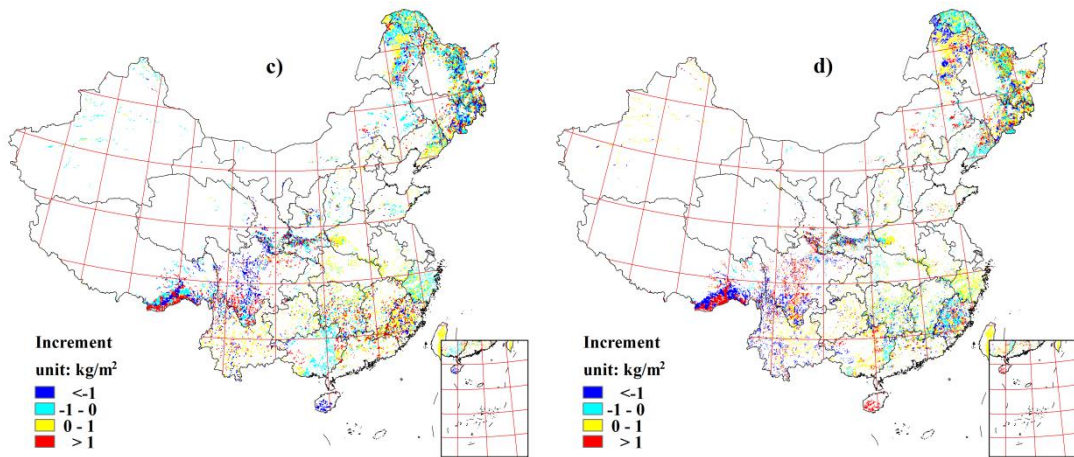 c)
Increment
unit: kg/m²
<-1
-1 - 0
0 - 1
> 1
d)
Increment
unit: kg/m²
<-1
-1 - 0
0 - 1
> 1